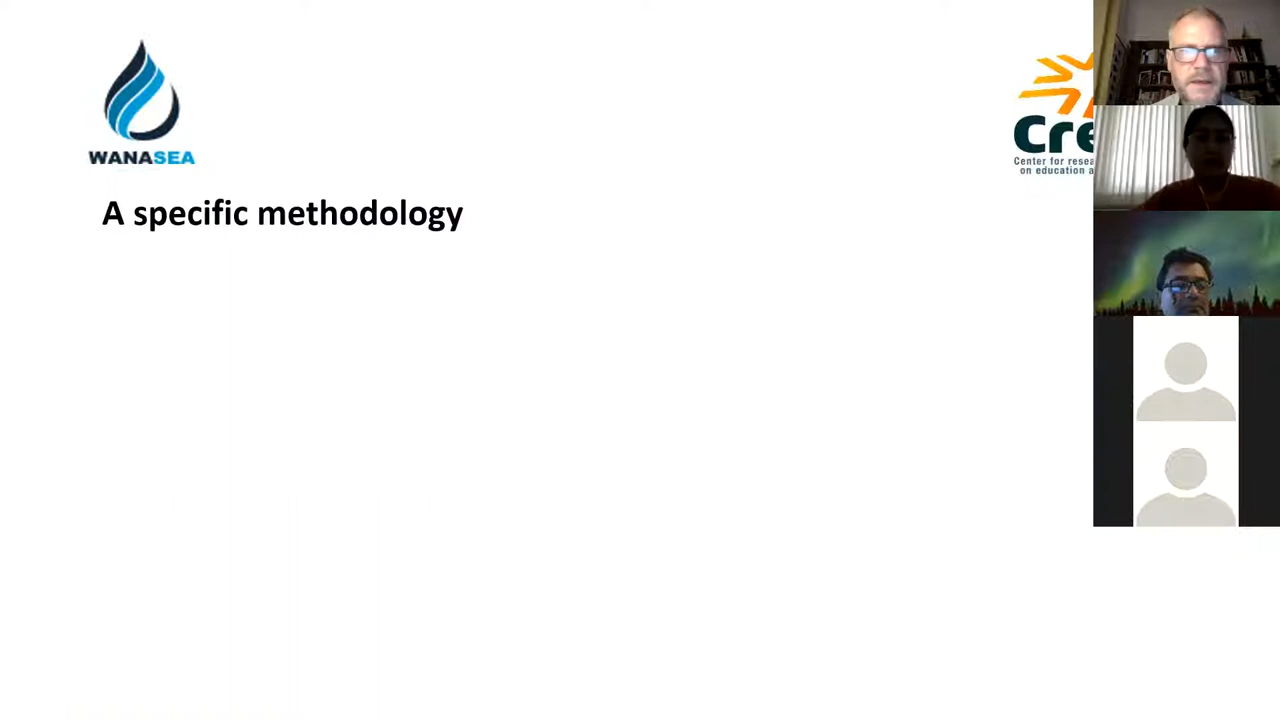 WANASEA
Cre
Center for resea
on education a
A specific methodology